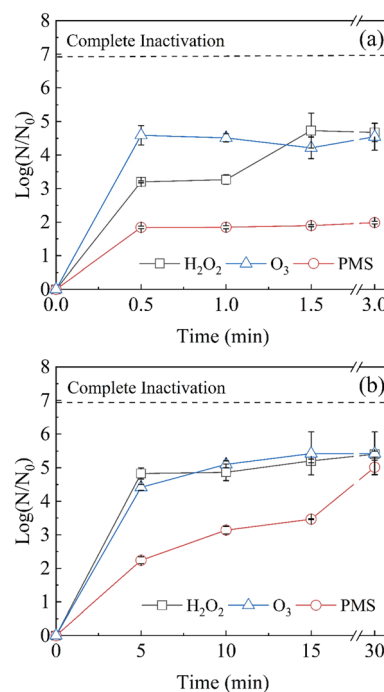 8
Complete Inactivation
(a)
7
6
5
4
3
2
1
0
Log(N/N₀)
H₂O₂
O₃
PMS
0.0
0.5
1.0
1.5
3.0
Time (min)
8
Complete Inactivation
(b)
7
6
5
4
3
2
1
0
Log(N/N₀)
H₂O₂
O₃
PMS
0
5
10
15
30
Time (min)